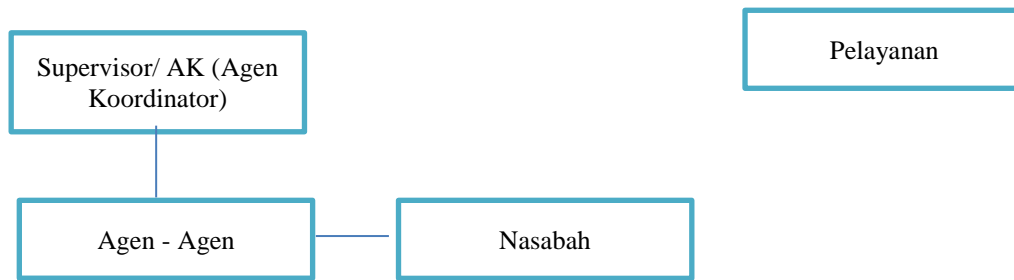 Pelayanan
Supervisor/ AK (Agen
Koordinator)
Agen - Agen
Nasabah